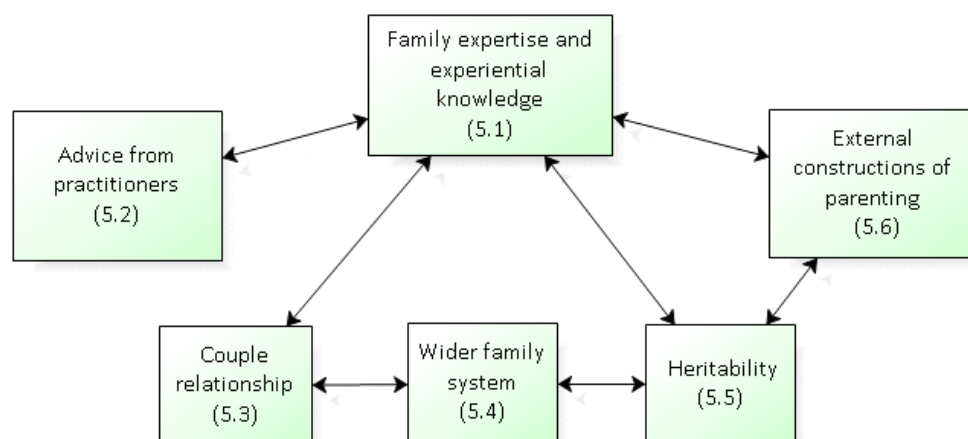 Family expertise and
experiential
knowledge
(5.1)
Advice from
practitioners
(5.2)
External
constructions of
parenting
(5.6)
Couple
relationship
(5.3)
Wider family
system
(5.4)
Heritability
(5.5)